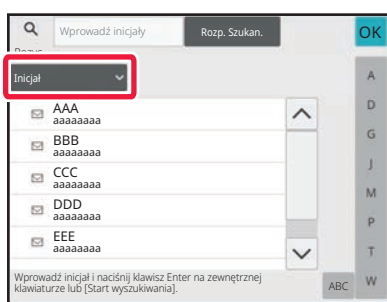 Wprowadź inicjały
Rozp. Szukan.
OK
Inicjał
AAA
aaaaaaaa
BBB
aaaaaaaa
CCC
aaaaaaaa
DDD
aaaaaaaa
EEE
aaaaaaaa
A
D
G
J
M
P
T
W
Wprowadź inicjał i naciśnij klawisz Enter na zewnętrznej
klawiaturze lub [Start wyszukiwania].
ABC